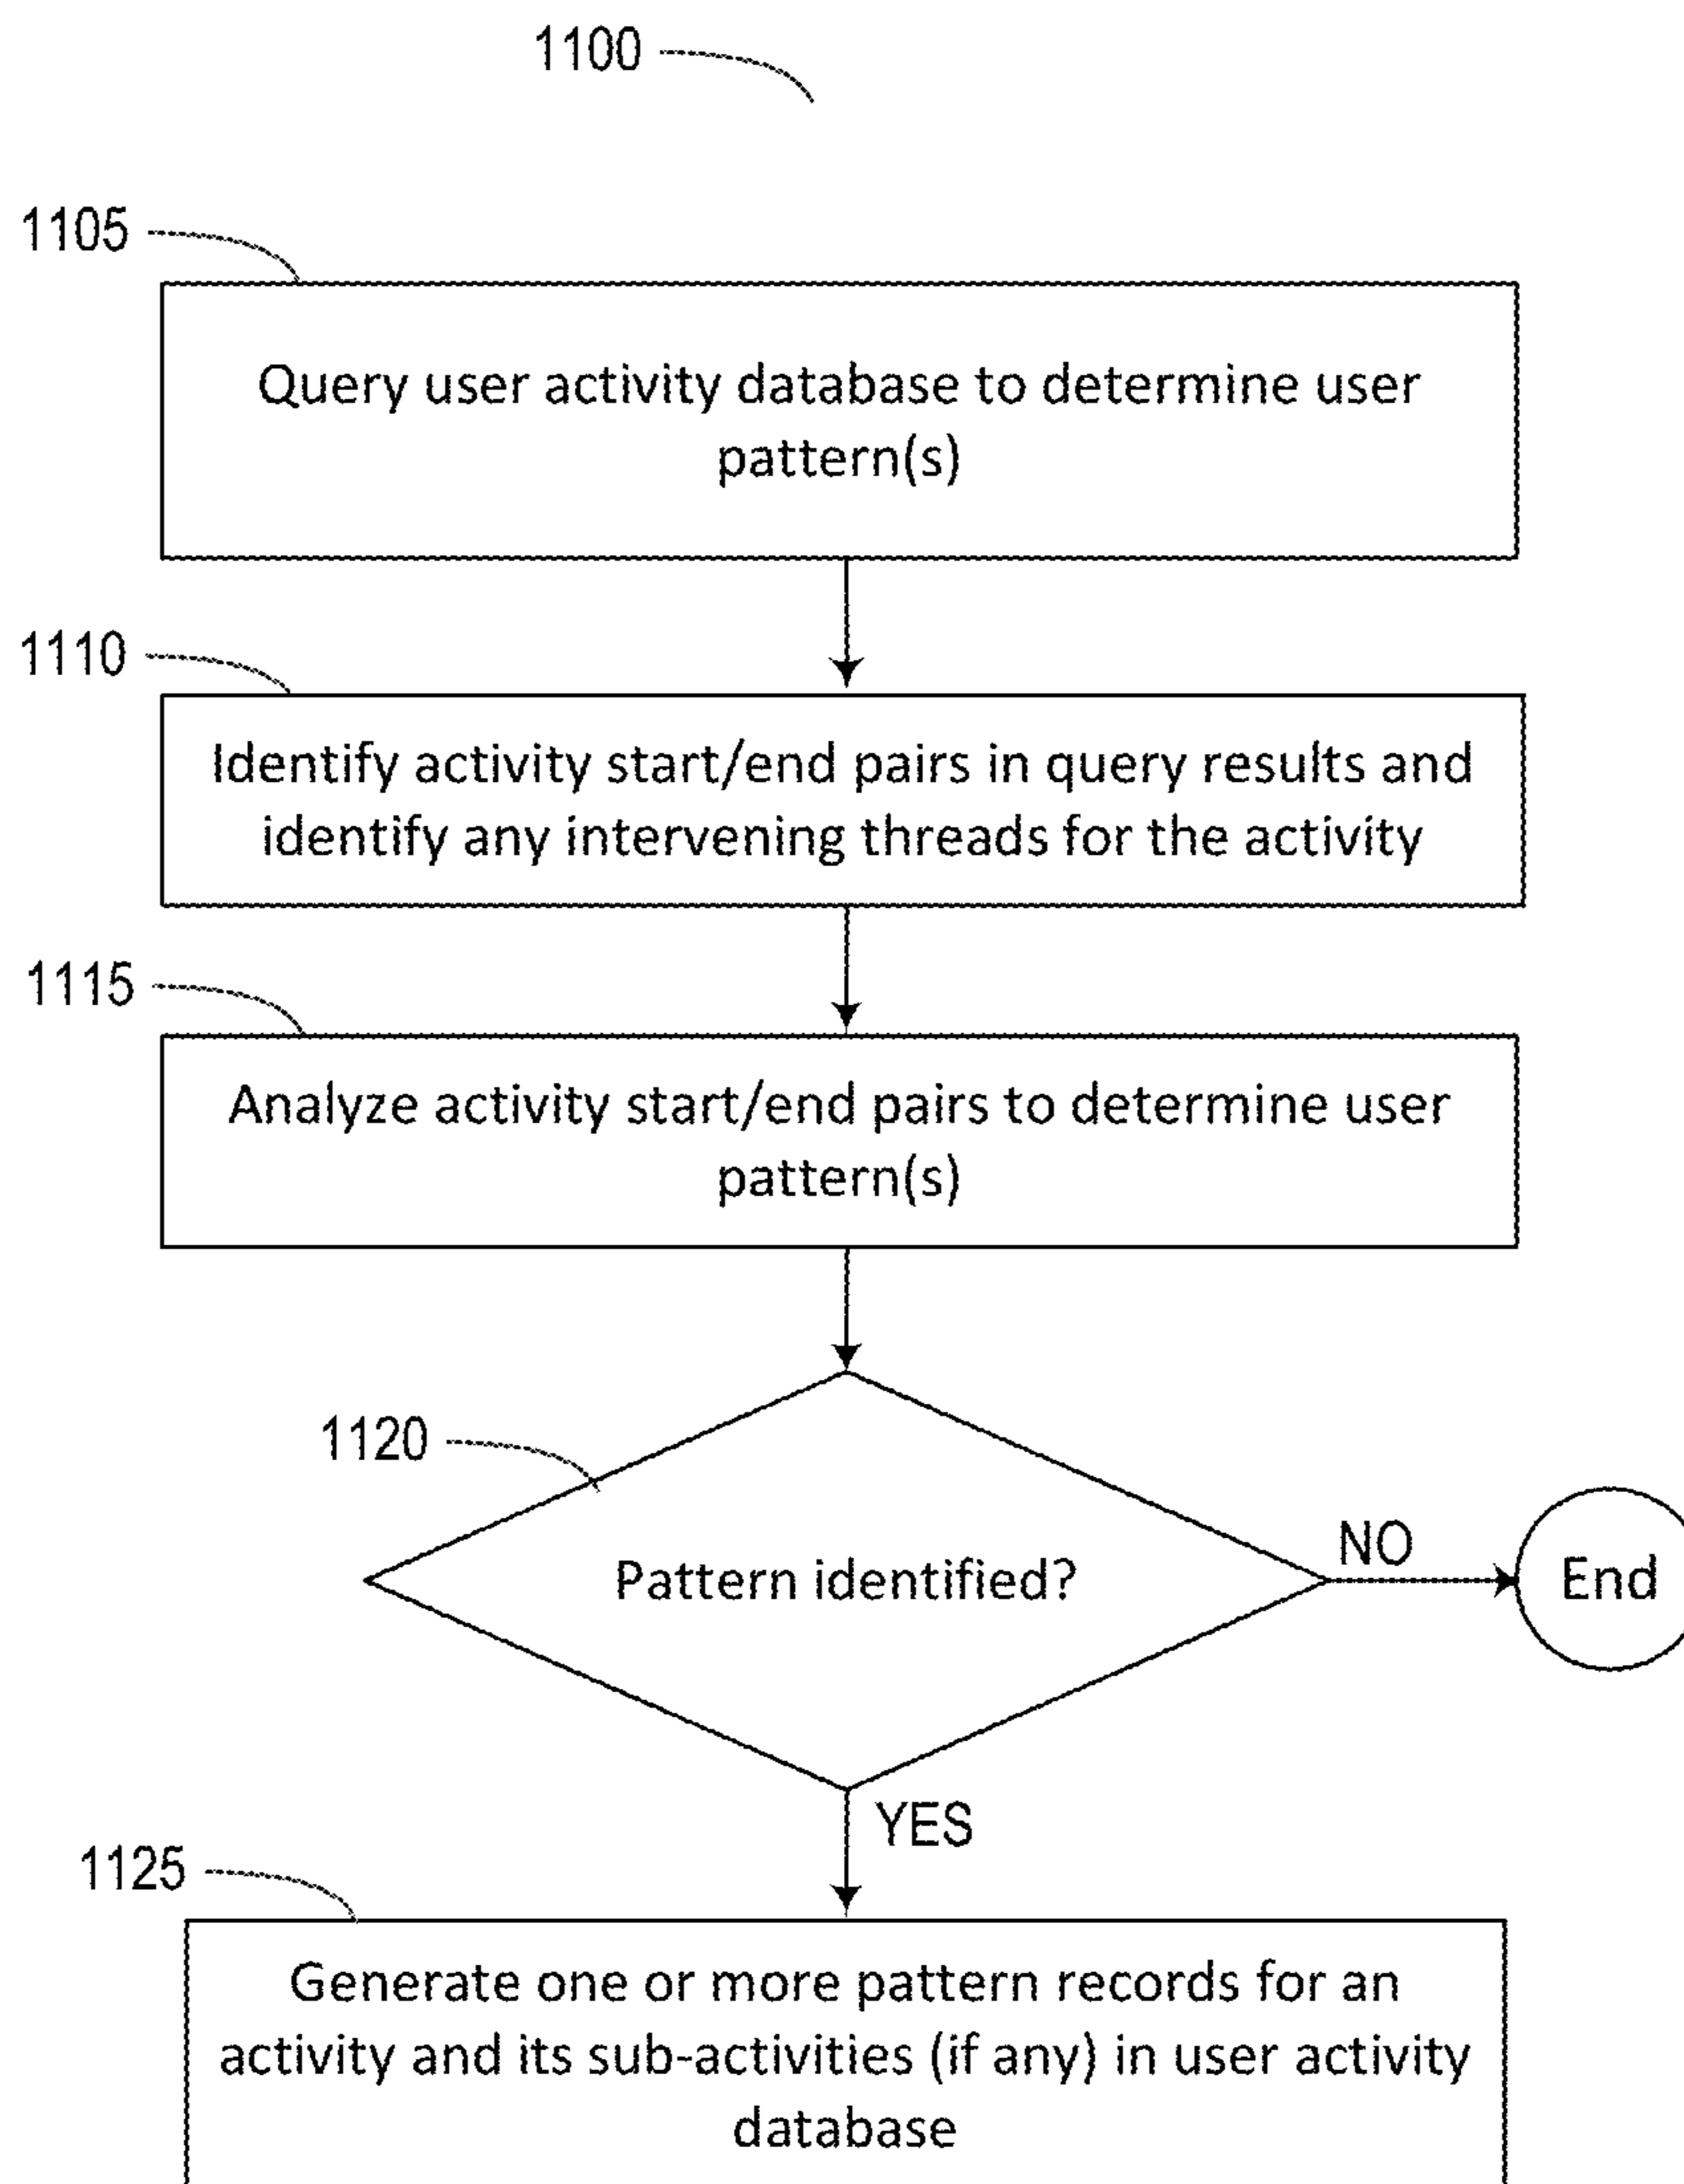 1100
1105
Query user activity database to determine user
pattern(s)
1110
Identify activity start/end pairs in query results and
identify any intervening threads for the activity
1115
Analyze activity start/end pairs to determine user
pattern(s)
1120
Pattern identified?
NO
End
YES
1125
Generate one or more pattern records for an
activity and its sub-activities (if any) in user activity
database